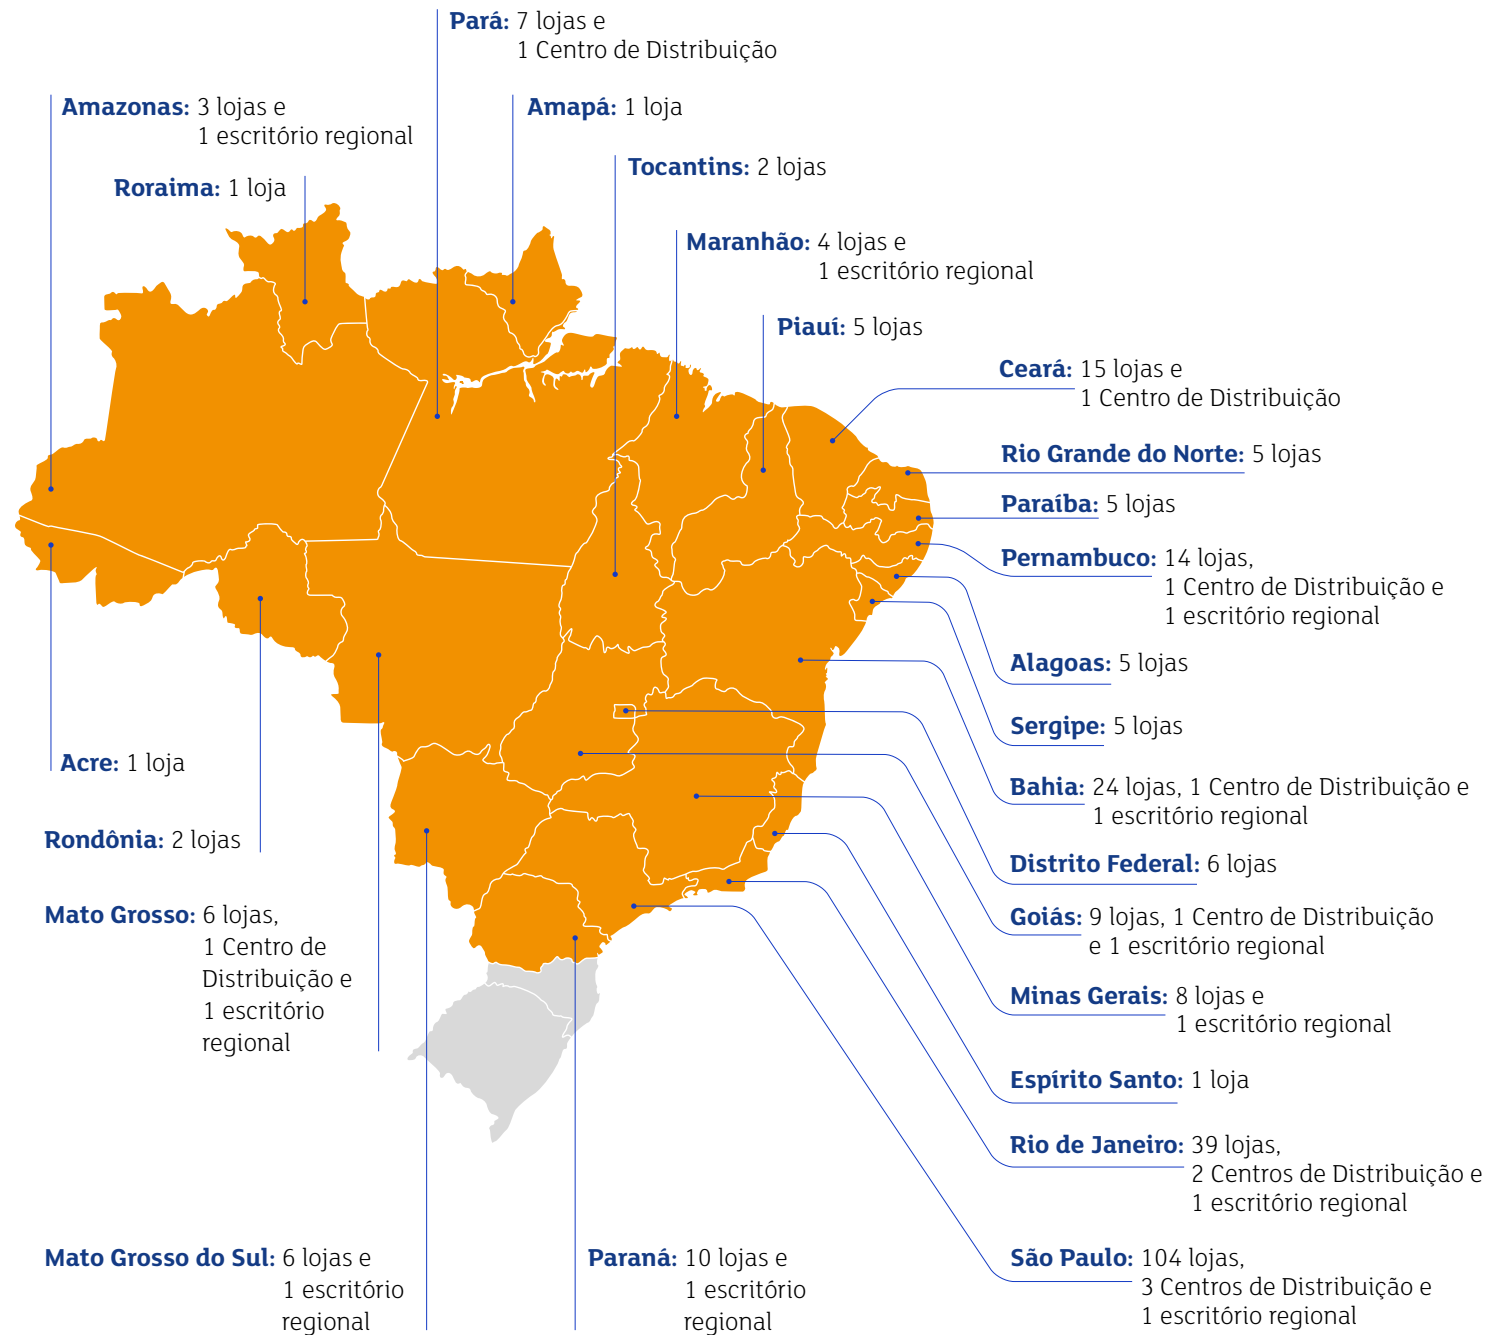 Pará: 7 lojas e
1 Centro de Distribuição
Amazonas: 3 lojas e
1 escritório regional
Amapá: 1 loja
Tocantins: 2 lojas
Roraima: 1 loja
Maranhão: 4 lojas e
1 escritório regional
Piauí: 5 lojas
Ceará: 15 lojas e
1 Centro de Distribuição
Rio Grande do Norte: 5 lojas
Paraíba: 5 lojas
Pernambuco: 14 lojas,
1 Centro de Distribuição e
1 escritório regional
Alagoas: 5 lojas
Sergipe: 5 lojas
Acre: 1 loja
Bahia: 24 lojas, 1 Centro de Distribuição e
1 escritório regional
Rondônia: 2 lojas
Distrito Federal: 6 lojas
Mato Grosso: 6 lojas,
1 Centro de
Distribuição e
1 escritório
regional
Goiás: 9 lojas, 1 Centro de Distribuição
e 1 escritório regional
Minas Gerais: 8 lojas e
1 escritório regional
Espírito Santo: 1 loja
Rio de Janeiro: 39 lojas,
2 Centros de Distribuição e
1 escritório regional
Mato Grosso do Sul: 6 lojas e
1 escritório
regional
Paraná: 10 lojas e
1 escritório
regional
São Paulo: 104 lojas,
3 Centros de Distribuição e
1 escritório regional